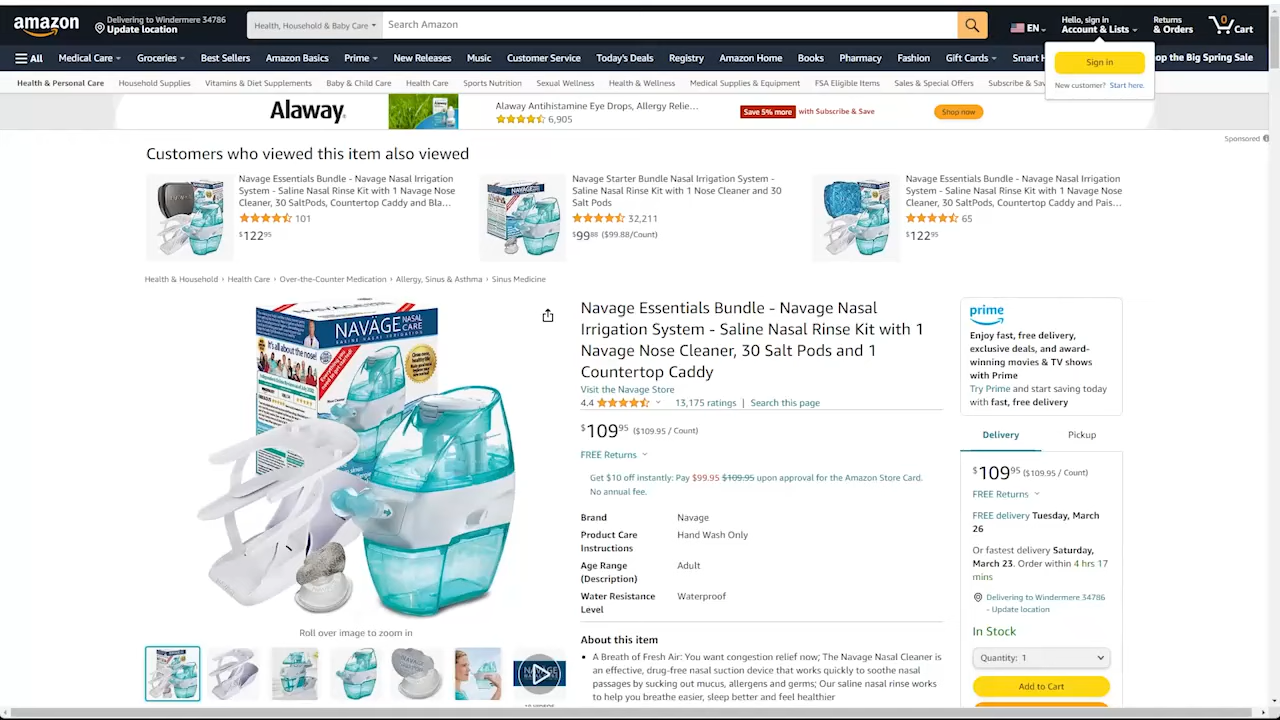 amazon
Delivering to Windermere 34786
Update location
Health, Household & Baby Care
Search Amazon
EN
Hello, sign in
Account & Lists
Returns
& Orders
0
Cart
All
Medical Care
Groceries
Best Sellers
Amazon Basics
Prime
New Releases
Music
Customer Service
Today's Deals
Registry
Amazon Home
Books
Pharmacy
Fashion
Gift Cards
Smart H
op the Big Spring Sale
Sign in
New customer? Start here.
Health & Personal Care
Household Supplies
Vitamins & Diet Supplements
Baby & Child Care
Health Care
Sports Nutrition
Sexual Wellness
Health & Wellness
Medical Supplies & Equipment
FSA Eligible Items
Sales & Special Offers
Subscribe & Sav
Alaway
Alaway Antihistamine Eye Drops, Allergy Relie...
6,905
Save 5% more with Subscribe & Save
Shop now
Sponsored
Customers who viewed this item also viewed
Navage Essentials Bundle - Navage Nasal
Irrigation System - Saline Nasal Rinse Kit with 1 Navage Nose
Cleaner, 30 SaltPods, Countertop Caddy and Bla...
101
$122.95
Navage Starter Bundle Nasal Irrigation System -
Saline Nasal Rinse Kit with 1 Nose Cleaner and 30
Salt Pods
32,211
$99.88 ($99.88/Count)
Navage Essentials Bundle - Navage Nasal Irrigation
System - Saline Nasal Rinse Kit with 1 Navage Nose
Cleaner, 30 SaltPods, Countertop Caddy and Pais...
65
$122.95
Health & Household › Health Care › Over-the-Counter Medication › Allergy, Sinus & Asthma › Sinus Medicine
NAVÄGE NASAL CARE
SALINE NASAL IRRIGATION
It's all about the nose!
Roll over image to zoom in
Navage Essentials Bundle - Navage Nasal
Irrigation System - Saline Nasal Rinse Kit with 1
Navage Nose Cleaner, 30 Salt Pods and 1
Countertop Caddy
Visit the Navage Store
4.4
13,175 ratings | Search this page
$109.95 ($109.95 / Count)
FREE Returns
Get $10 off instantly: Pay $99.95 $109.95 upon approval for the Amazon Store Card.
No annual fee.
Brand Navage
Product Care Instructions Hand Wash Only
Age Range (Description) Adult
Water Resistance Level Waterproof
About this item
• A Breath of Fresh Air: You want congestion relief now; The Navage Nasal Cleaner is
an effective, drug-free nasal suction device that works quickly to soothe nasal
passages by sucking out mucus, allergens and germs; Our saline nasal rinse works
to help you breathe easier, sleep better and feel healthier
prime
Enjoy fast, free delivery,
exclusive deals, and award-
winning movies & TV shows
with Prime
Try Prime and start saving today
with fast, free delivery
Delivery
Pickup
$109.95 ($109.95 / Count)
FREE Returns
FREE delivery Tuesday, March
26
Or fastest delivery Saturday,
March 23. Order within 4 hrs 17
mins
Delivering to Windermere 34786
- Update location
In Stock
Quantity: 1
Add to Cart